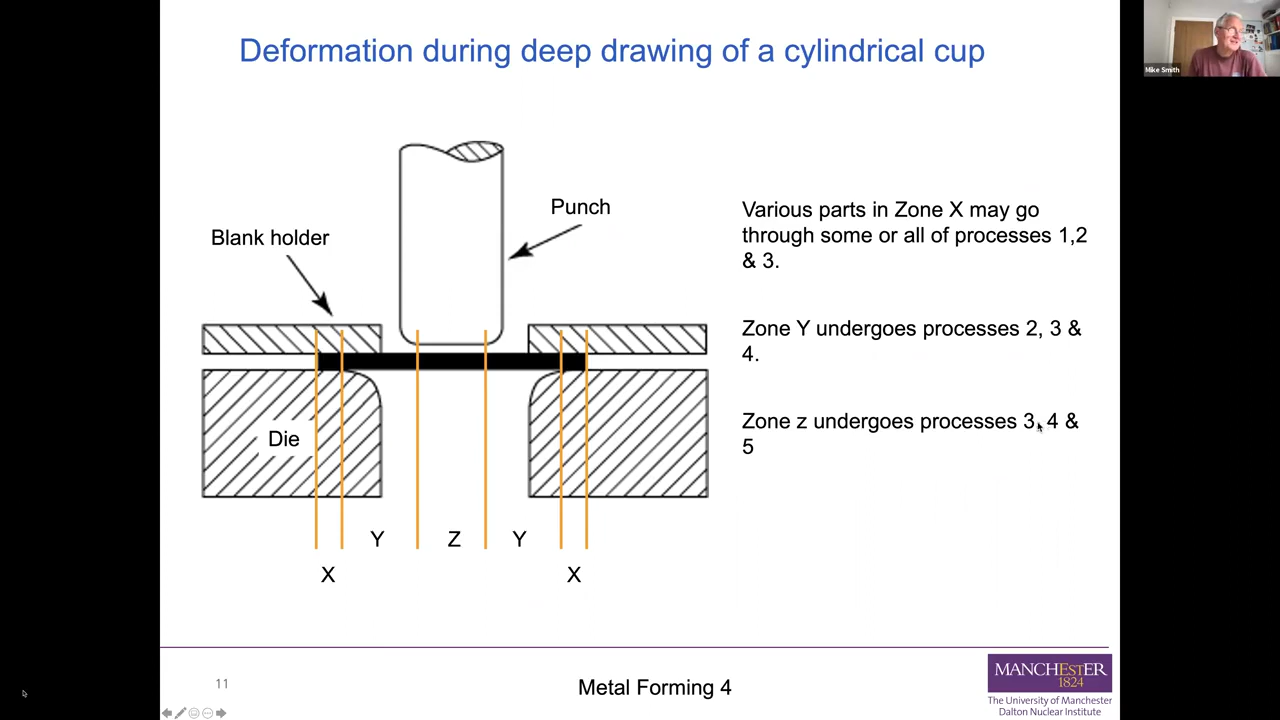 Deformation during deep drawing of a cylindrical cup
Mike Smith
Punch
Blank holder
Various parts in Zone X may go
through some or all of processes 1,2
& 3.
Zone Y undergoes processes 2, 3 &
4.
Zone z undergoes processes 3, 4 &
5
Die
Y
Z
Y
X
X
11
Metal Forming 4
MANCHESTER
1824
The University of Manchester
Dalton Nuclear Institute